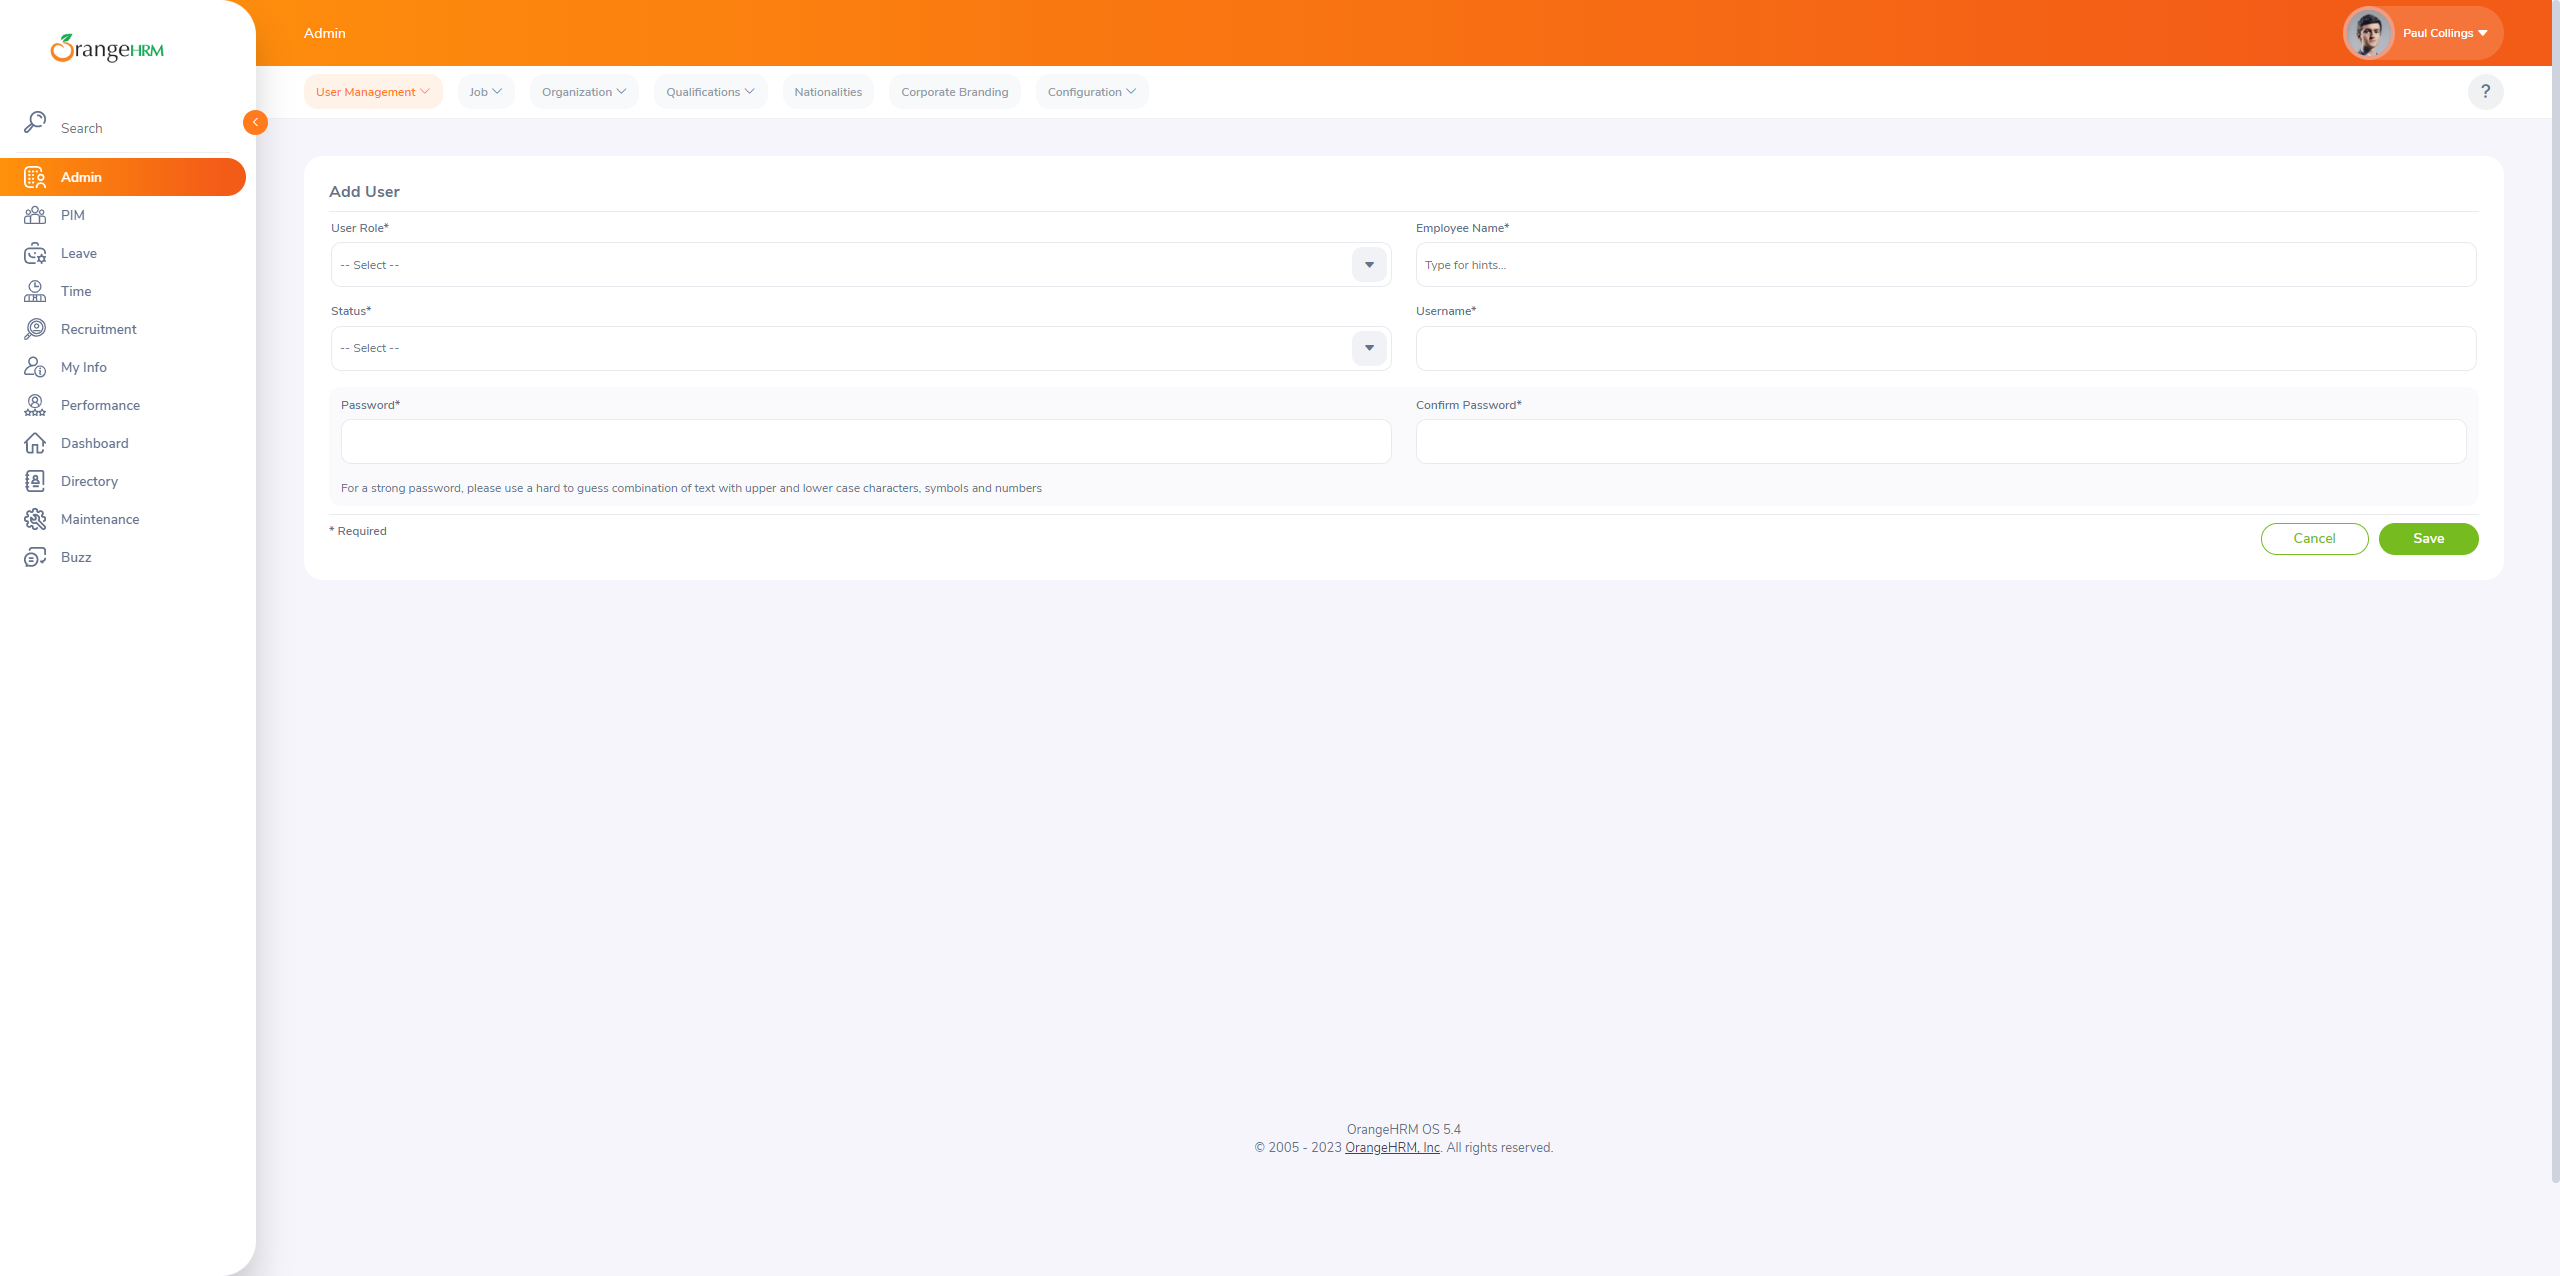 OrangeHRM
Search
Admin
PIM
Leave
Time
Recruitment
My Info
Performance
Dashboard
Directory
Maintenance
Buzz
Admin
Paul Collings
User Management
Job
Organization
Qualifications
Nationalities
Corporate Branding
Configuration
?
Add User
User Role*
Employee Name*
-- Select --
Type for hints...
Status*
Username*
-- Select --
Password*
Confirm Password*
For a strong password, please use a hard to guess combination of text with upper and lower case characters, symbols and numbers
* Required
Cancel
Save
OrangeHRM OS 5.4
© 2005 - 2023 OrangeHRM, Inc. All rights reserved.